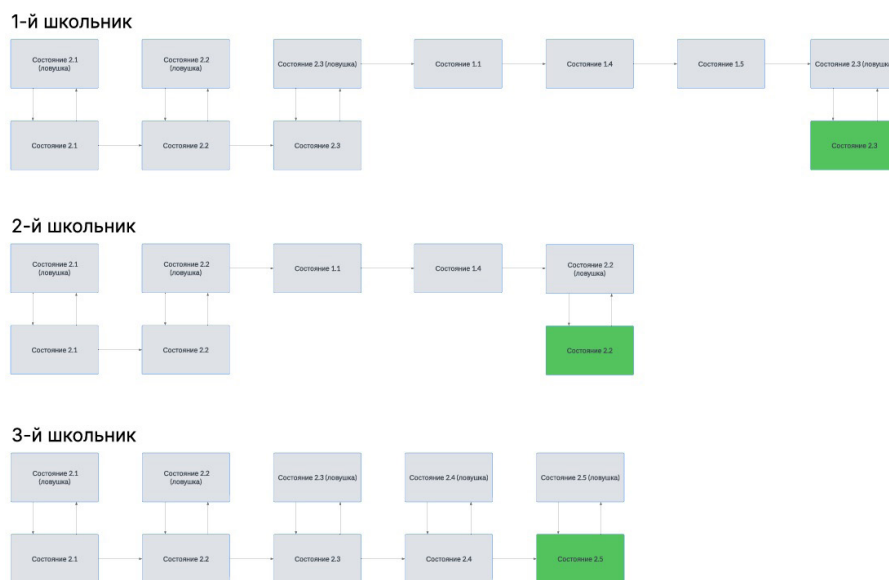 1-й школьник
Состояние 2.1
(ловушка)
Состояние 2.2
(ловушка)
Состояние 2.3 (ловушка)
Состояние 1.1
Состояние 1.4
Состояние 1.5
Состояние 2.3 (ловушка
Состояние 2.1
Состояние 2.2
Состояние 2.3
Состояние 2.3
2-й школьник
Состояние 2.1
(ловушка)
Состояние 2.2
(ловушка)
Состояние 1.1
Состояние 1.4
Состояние 2.2
(ловушка)
Состояние 2.1
Состояние 2.2
Состояние 2.2
3-й школьник
Состояние 2.1
(ловушка)
Состояние 2.2
(ловушка)
Состояние 2.3 (ловушка)
Состояние 2.4 (ловушка)
Состояние 2.5 (ловушка)
Состояние 2.1
Состояние 2.2
Состояние 2.3
Состояние 2.4
Состояние 2.5